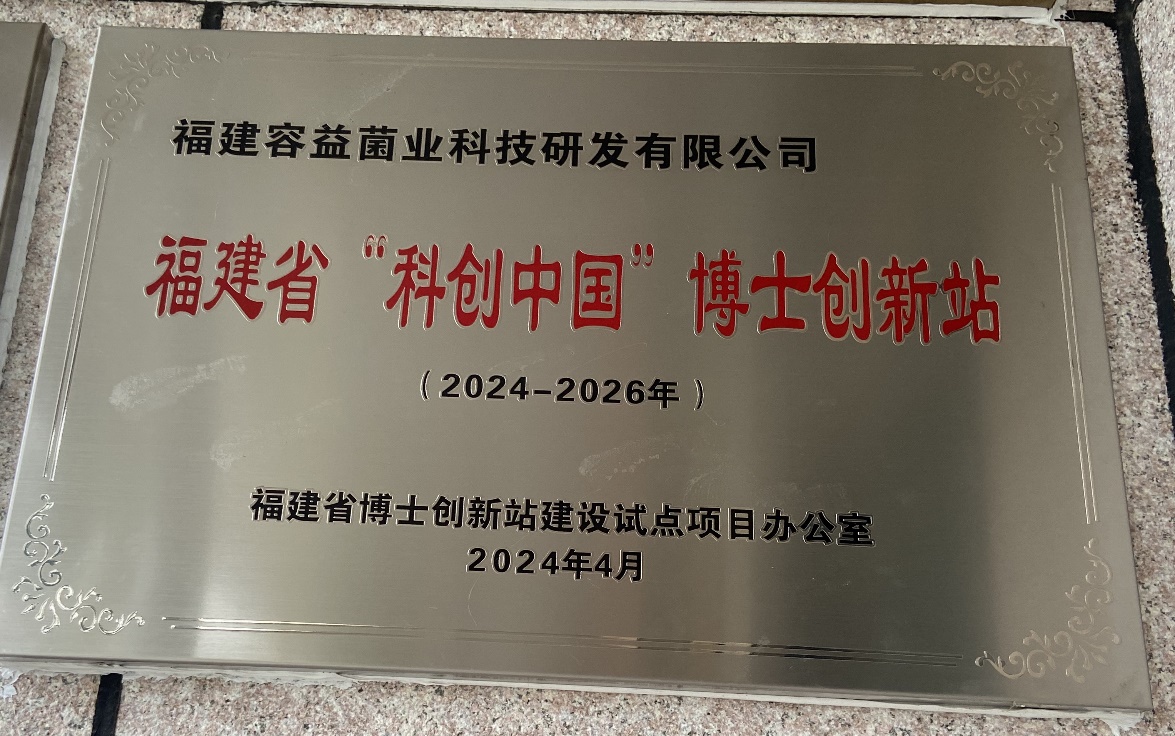 福建容益菌业科技研发有限公司
福建省“科创中国”博士创新站
（2024-2026年）
福建省博士创新站建设试点项目办公室
2024年4月